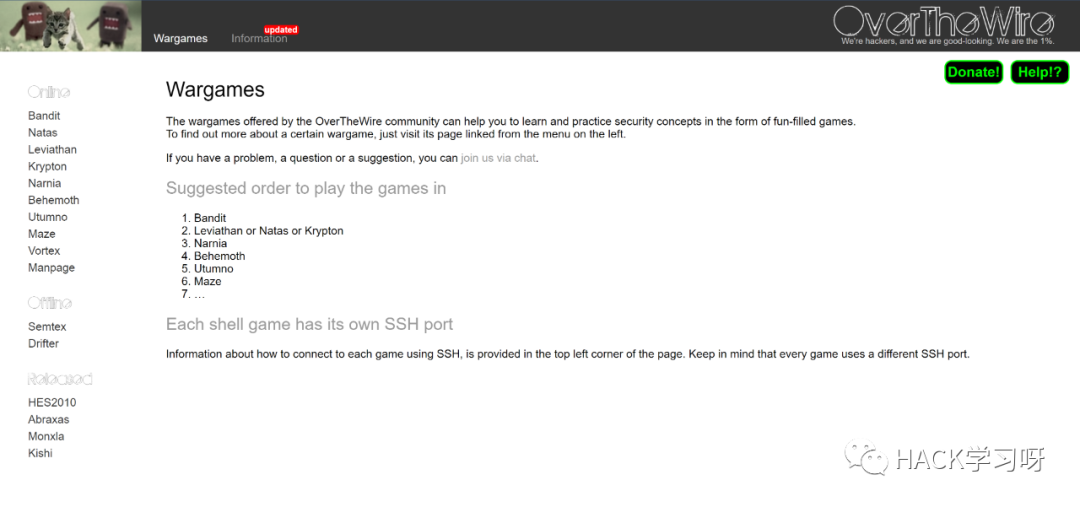 Wargames
Information
updated
OverTheWire
We're hackers, and we are good-looking. We are the 1%.
Donate!
Help!?
Online
Bandit
Natas
Leviathan
Krypton
Narnia
Behemoth
Utumno
Maze
Vortex
Manpage
Offline
Semtex
Drifter
Released
HES2010
Abraxas
Monxla
Kishi
Wargames
The wargames offered by the OverTheWire community can help you to learn and practice security concepts in the form of fun-filled games.
To find out more about a certain wargame, just visit its page linked from the menu on the left.
If you have a problem, a question or a suggestion, you can join us via chat.
Suggested order to play the games in
1. Bandit
2. Leviathan or Natas or Krypton
3. Narnia
4. Behemoth
5. Utumno
6. Maze
7. …
Each shell game has its own SSH port
Information about how to connect to each game using SSH, is provided in the top left corner of the page. Keep in mind that every game uses a different SSH port.
HACK学习呀